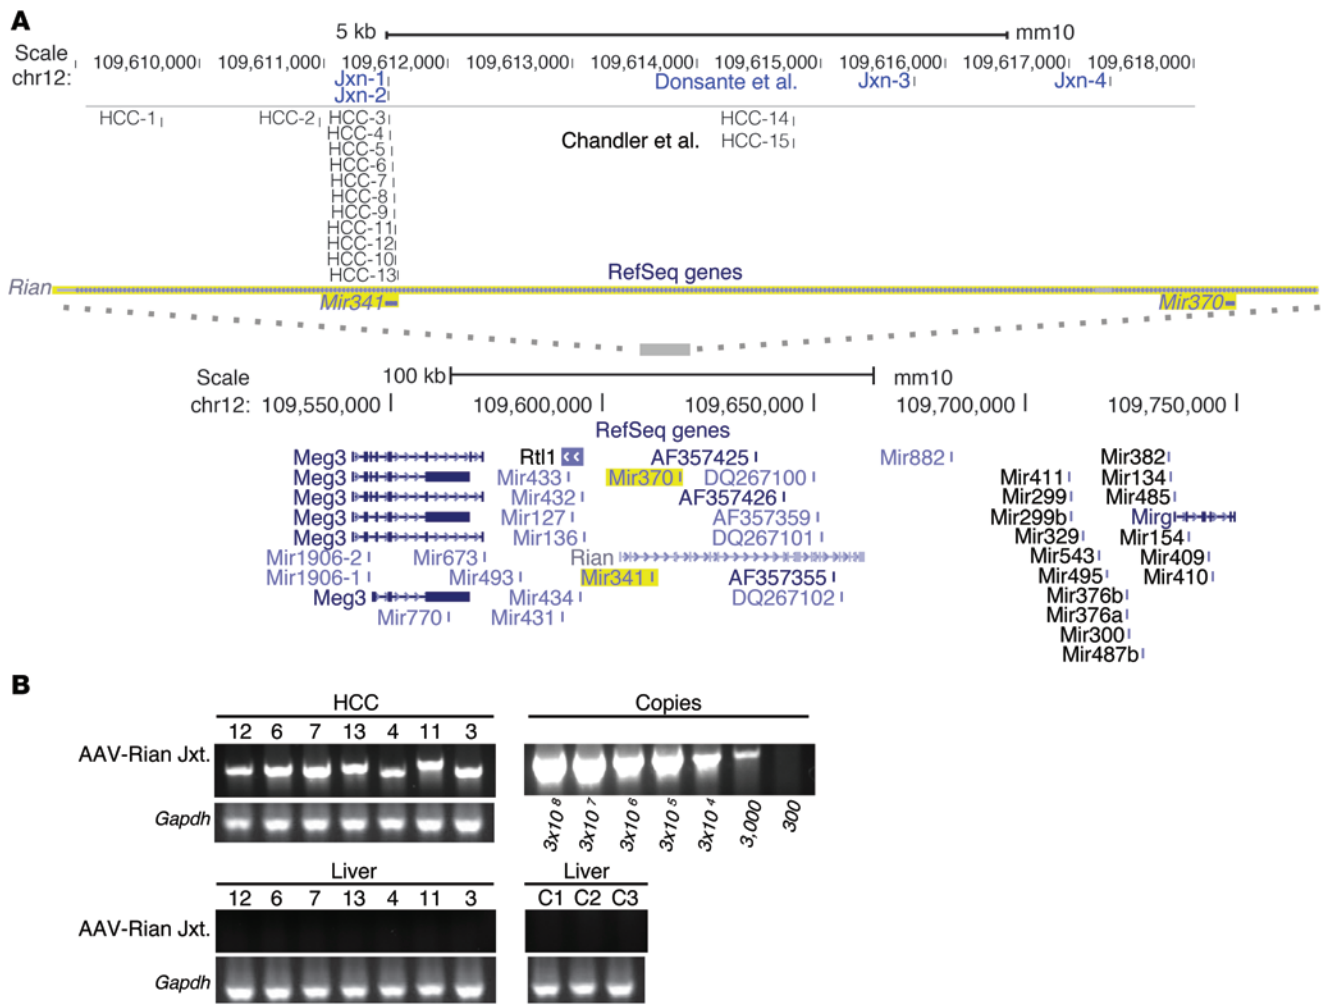 A
5 kb mm10
Scale
chr12: 109,610,000 109,611,000 109,612,000 109,613,000 109,614,000 109,615,000 109,616,000 109,617,000 109,618,000
Jxn-1 Donsante et al. Jxn-3 Jxn-4
Jxn-2
HCC-1 HCC-2 HCC-3 HCC-14
HCC-4 Chandler et al. HCC-15
HCC-5
HCC-6
HCC-7
HCC-8
HCC-9
HCC-11
HCC-12
HCC-10
HCC-13 RefSeq genes
Rian
Mir341 Mir370
Scale 100 kb mm10
chr12: 109,550,000 109,600,000 109,650,000 109,700,000 109,750,000
RefSeq genes
Meg3 Rtl1 AF357425 Mir882 Mir382
Meg3 Mir433 Mir370 DQ267100 Mir411 Mir134
Meg3 Mir432 AF357426 Mir299 Mir485
Meg3 Mir127 AF357359 Mir299b Mirg
Meg3 Mir136 DQ267101 Mir329 Mir154
Mir1906-2 Mir673 Rian Mir543 Mir409
Mir1906-1 Mir493 Mir341 AF357355 Mir495 Mir410
Meg3 Mir434 DQ267102 Mir376b
Mir770 Mir431 Mir376a
Mir300
Mir487b
B
HCC Copies
12 6 7 13 4 11 3
AAV-Rian Jxt.
Gapdh
3x10⁸ 3x10⁷ 3x10⁶ 3x10⁵ 3x10⁴ 3,000 300
Liver Liver
12 6 7 13 4 11 3 C1 C2 C3
AAV-Rian Jxt.
Gapdh